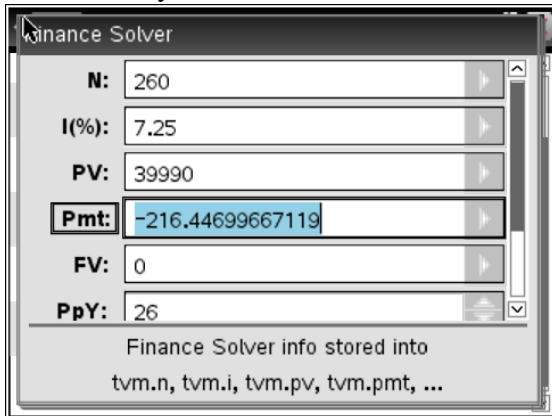 Finance Solver
N: 260
I(%): 7.25
PV: 39990
Pmt: -216.44699667119
FV: 0
PpY: 26
Finance Solver info stored into
tvm.n, tvm.i, tvm.pv, tvm.pmt, ...